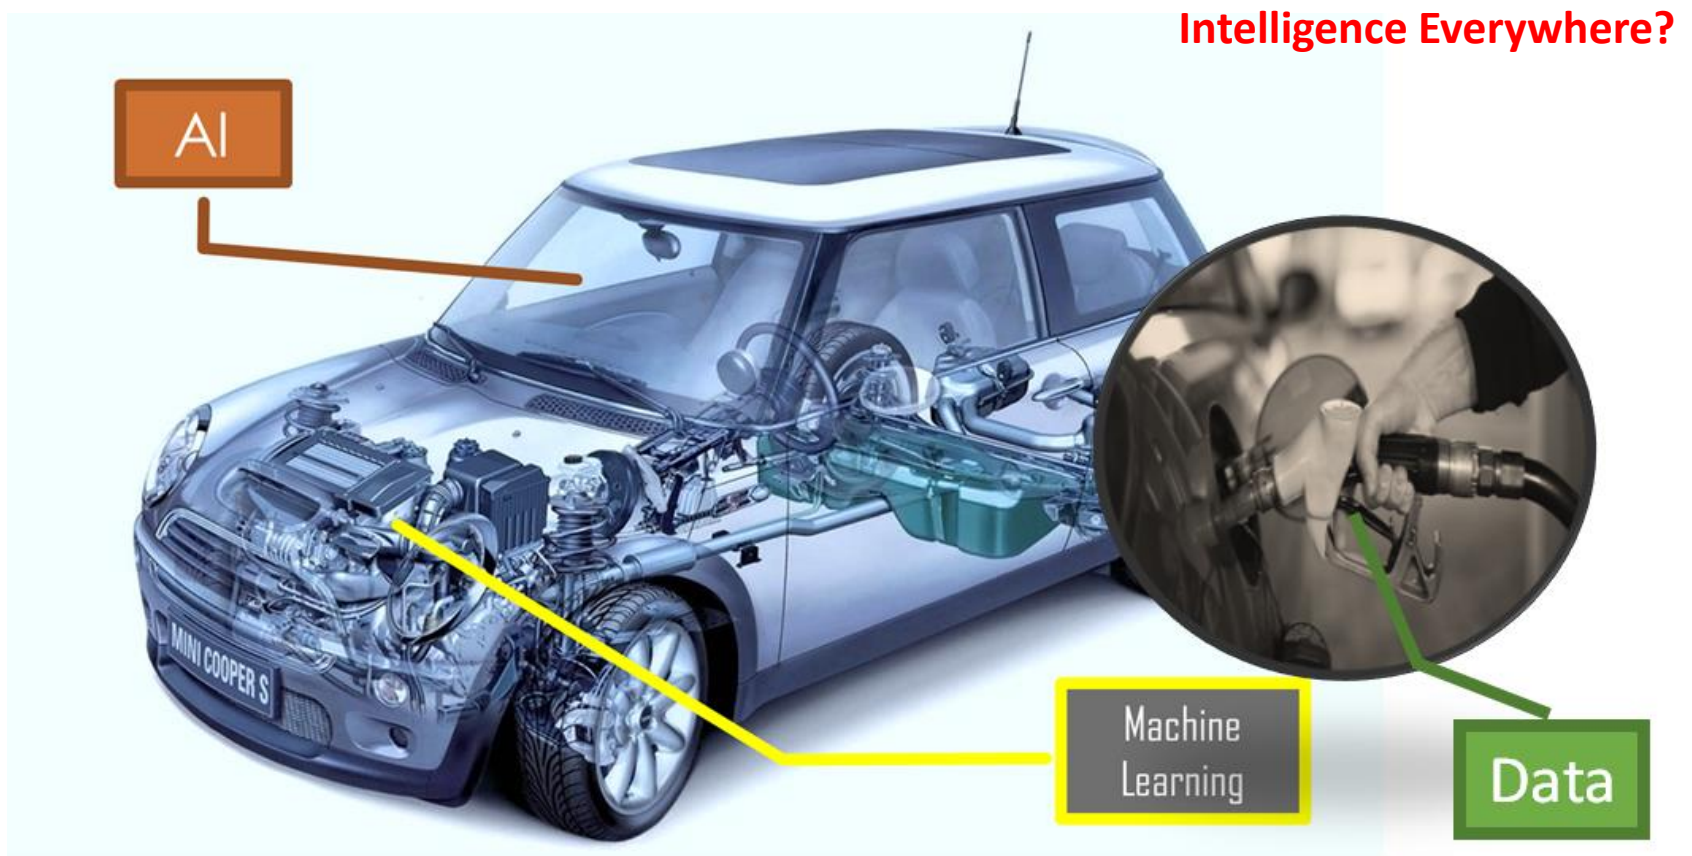 Intelligence Everywhere?
AI
MINI COOPER S
Machine
Learning
Data